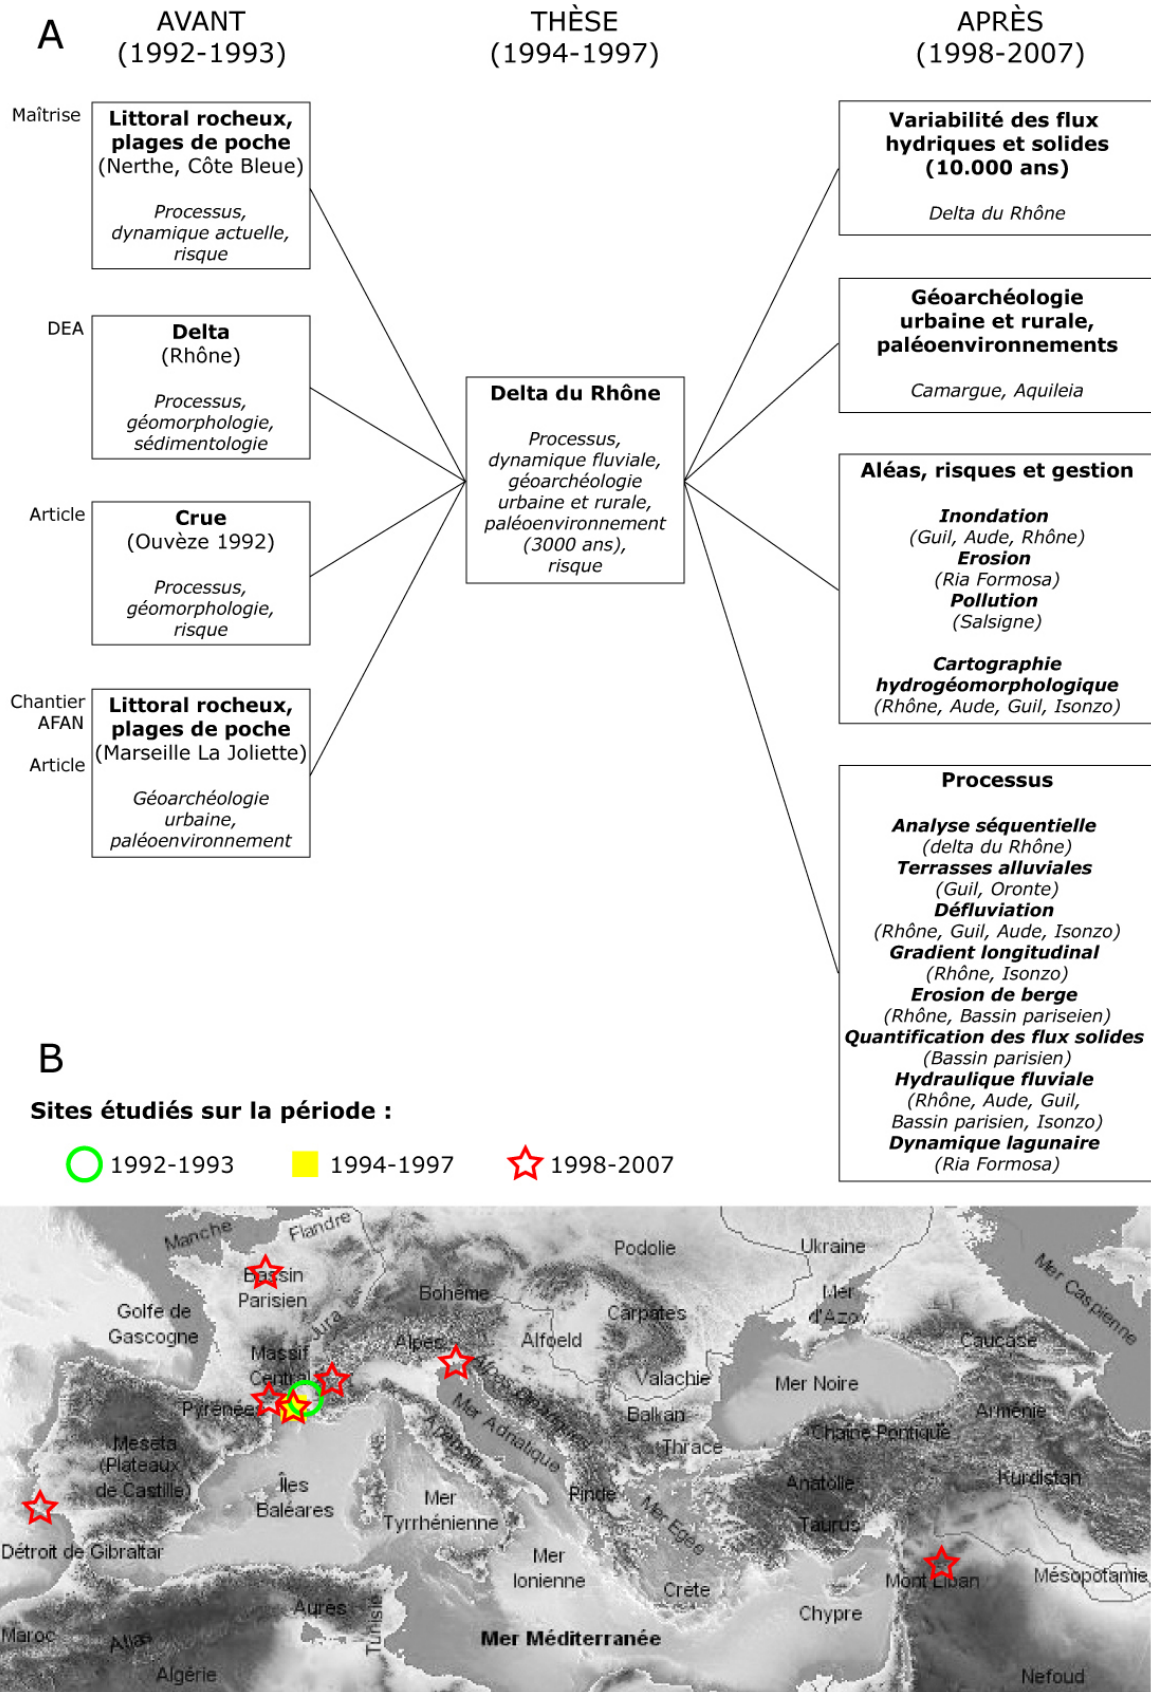 A
AVANT
(1992-1993)
THÈSE
(1994-1997)
APRÈS
(1998-2007)
Maîtrise
Littoral rocheux,
plages de poche
(Nerthe, Côte Bleue)
Processus,
dynamique actuelle,
risque
DEA
Delta
(Rhône)
Processus,
géomorphologie,
sédimentologie
Article
Crue
(Ouvèze 1992)
Processus,
géomorphologie,
risque
Chantier
AFAN
Article
Littoral rocheux,
plages de poche
(Marseille La Joliette)
Géoarchéologie
urbaine,
paléoenvironnement
Delta du Rhône
Processus,
dynamique fluviale,
géoarchéologie
urbaine et rurale,
paléoenvironnement
(3000 ans),
risque
Variabilité des flux
hydriques et solides
(10.000 ans)
Delta du Rhône
Géoarchéologie
urbaine et rurale,
paléoenvironnements
Camargue, Aquileia
Aléas, risques et gestion
Inondation
(Guil, Aude, Rhône)
Erosion
(Ria Formosa)
Pollution
(Salsigne)
Cartographie
hydrogéomorphologique
(Rhône, Aude, Guil, Isonzo)
Processus
Analyse séquentielle
(delta du Rhône)
Terrasses alluviales
(Guil, Oronte)
Défluviation
(Rhône, Guil, Aude, Isonzo)
Gradient longitudinal
(Rhône, Isonzo)
Erosion de berge
(Rhône, Bassin pariseien)
Quantification des flux solides
(Bassin parisien)
Hydraulique fluviale
(Rhône, Aude, Guil,
Bassin parisien, Isonzo)
Dynamique lagunaire
(Ria Formosa)
B
Sites étudiés sur la période :
1992-1993
1994-1997
1998-2007
Manche
Flandre
Podolie
Ukraine
Mer Caspienne
Bassin
Parisien
Bohême
Mer
d'Azov
Golfe de
Gascogne
Jura
Carpates
Alpes
Alfoeld
Caucase
Massif
Central
Valachie
Mer Noire
Pyrénées
Alpes Dinariques
Mer Adriatique
Balkan
Arménie
Apennin
Thrace
Chaîne Pontique
Meseta
(Plateaux
de Castille)
Îles
Baléares
Mer
Tyrrhénienne
Pinde
Mer Egée
Anatolie
Kurdistan
Taurus
Détroit de Gibraltar
Mer
Ionienne
Crète
Mont Liban
Mésopotamie
Chypre
Aurès
Tunisie
Maroc
Atlas
Mer Méditerranée
Algérie
Nefoud